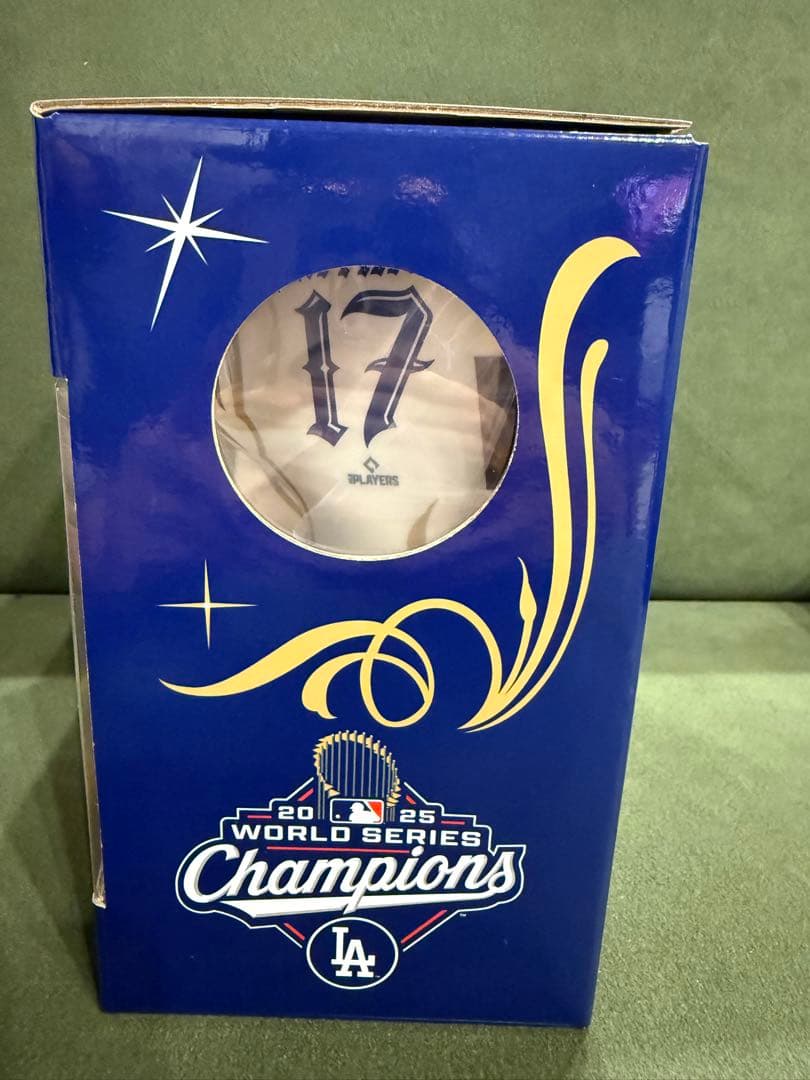 17
PLAYERS
20 25
WORLD SERIES
Champions
LA